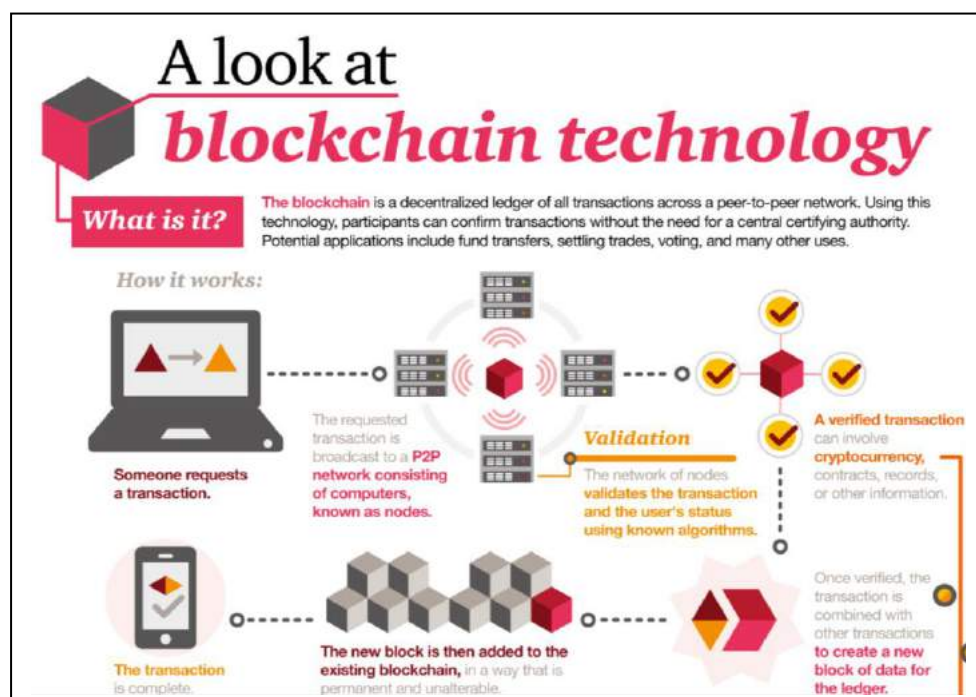 A look at
blockchain technology
What is it?
The blockchain is a decentralized ledger of all transactions across a peer-to-peer network. Using this
technology, participants can confirm transactions without the need for a central certifying authority.
Potential applications include fund transfers, settling trades, voting, and many other uses.
How it works:
Someone requests
a transaction.
The requested
transaction is
broadcast to a P2P
network consisting
of computers,
known as nodes.
Validation
The network of nodes
validates the transaction
and the user's status
using known algorithms.
A verified transaction
can involve
cryptocurrency,
contracts, records,
or other information.
Once verified, the
transaction is
combined with
other transactions
to create a new
block of data for
the ledger.
The new block is then added to the
existing blockchain, in a way that is
permanent and unalterable.
The transaction
is complete.